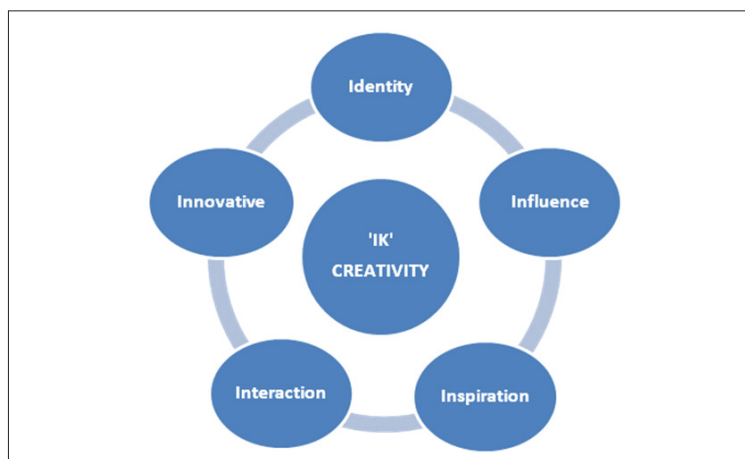 Identity
Innovative
Influence
'IK'
CREATIVITY
Interaction
Inspiration